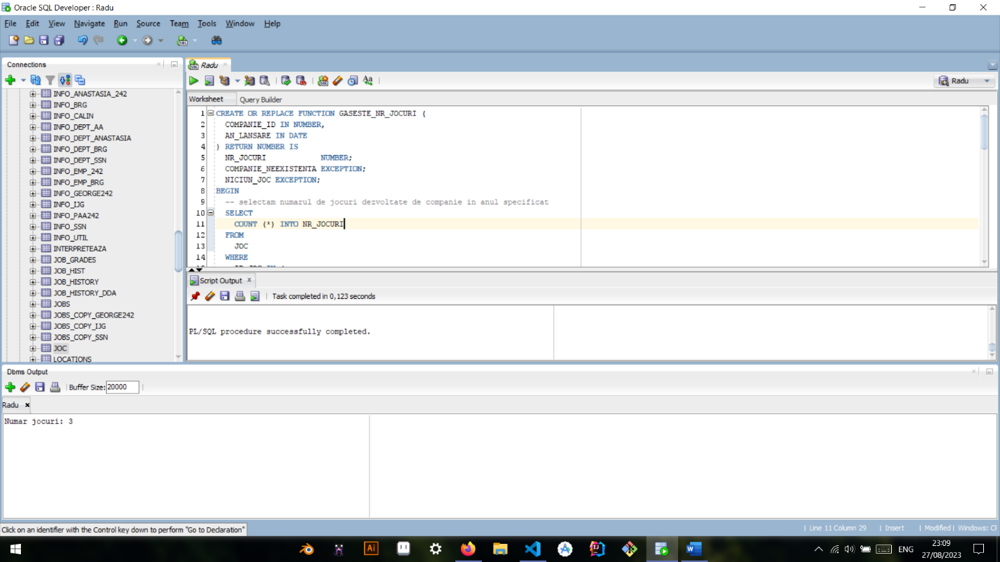 Oracle SQL Developer : Radu
File Edit View Navigate Run Source Team Tools Window Help
Connections
INFO_ANASTASIA_242
INFO_BRG
INFO_CALIN
INFO_DEPT_AA
INFO_DEPT_ANASTASIA
INFO_DEPT_BRG
INFO_DEPT_SSN
INFO_EMP_242
INFO_EMP_BRG
INFO_GEORGE242
INFO_IJG
INFO_PAA242
INFO_SSN
INFO_UTIL
INTERPRETEAZA
JOB_GRADES
JOB_HIST
JOB_HISTORY
JOB_HISTORY_DDA
JOBS
JOBS_COPY_GEORGE242
JOBS_COPY_IJG
JOBS_COPY_SSN
JOC
LOCATIONS
Radu
Radu
Worksheet Query Builder
1 CREATE OR REPLACE FUNCTION GASESTE_NR_JOCURI (
2 COMPANIE_ID IN NUMBER,
3 AN_LANSARE IN DATE
4 ) RETURN NUMBER IS
5 NR_JOCURI NUMBER;
6 COMPANIE_NEEXISTENTA EXCEPTION;
7 NICIUN_JOC EXCEPTION;
8 BEGIN
9 -- selectam numarul de jocuri dezvoltate de companie in anul specificat
10 SELECT
11 COUNT (*) INTO NR_JOCURI
12 FROM
13 JOC
14 WHERE
Script Output
Task completed in 0,123 seconds
PL/SQL procedure successfully completed.
Dbms Output
Buffer Size: 20000
Radu
Numar jocuri: 3
Click on an identifier with the Control key down to perform "Go to Declaration"
| Line 11 Column 29 | Insert | Modified | Windows: C
Ai
ENG
23:09
27/08/2023